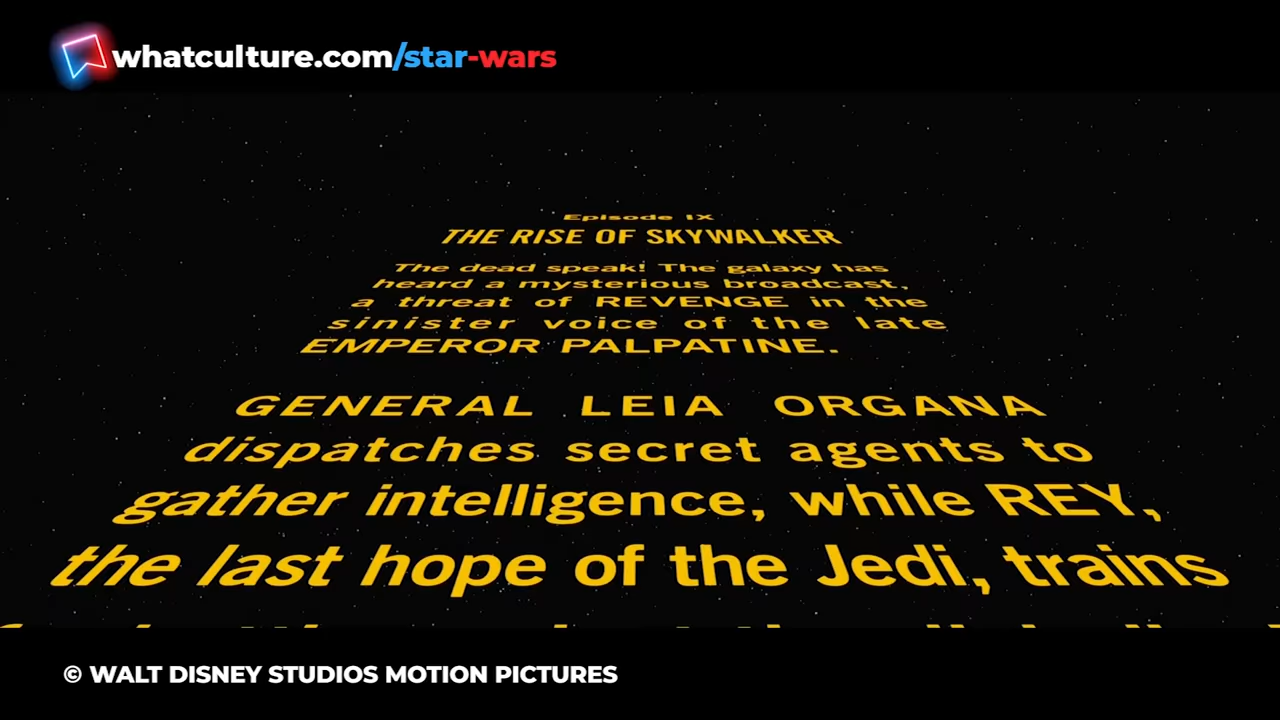 whatculture.com/star-wars
Episode IX
THE RISE OF SKYWALKER
The dead speak! The galaxy has
heard a mysterious broadcast,
a threat of REVENGE in the
sinister voice of the late
EMPEROR PALPATINE.
GENERAL LEIA ORGANA
dispatches secret agents to
gather intelligence, while REY,
the last hope of the Jedi, trains
© WALT DISNEY STUDIOS MOTION PICTURES